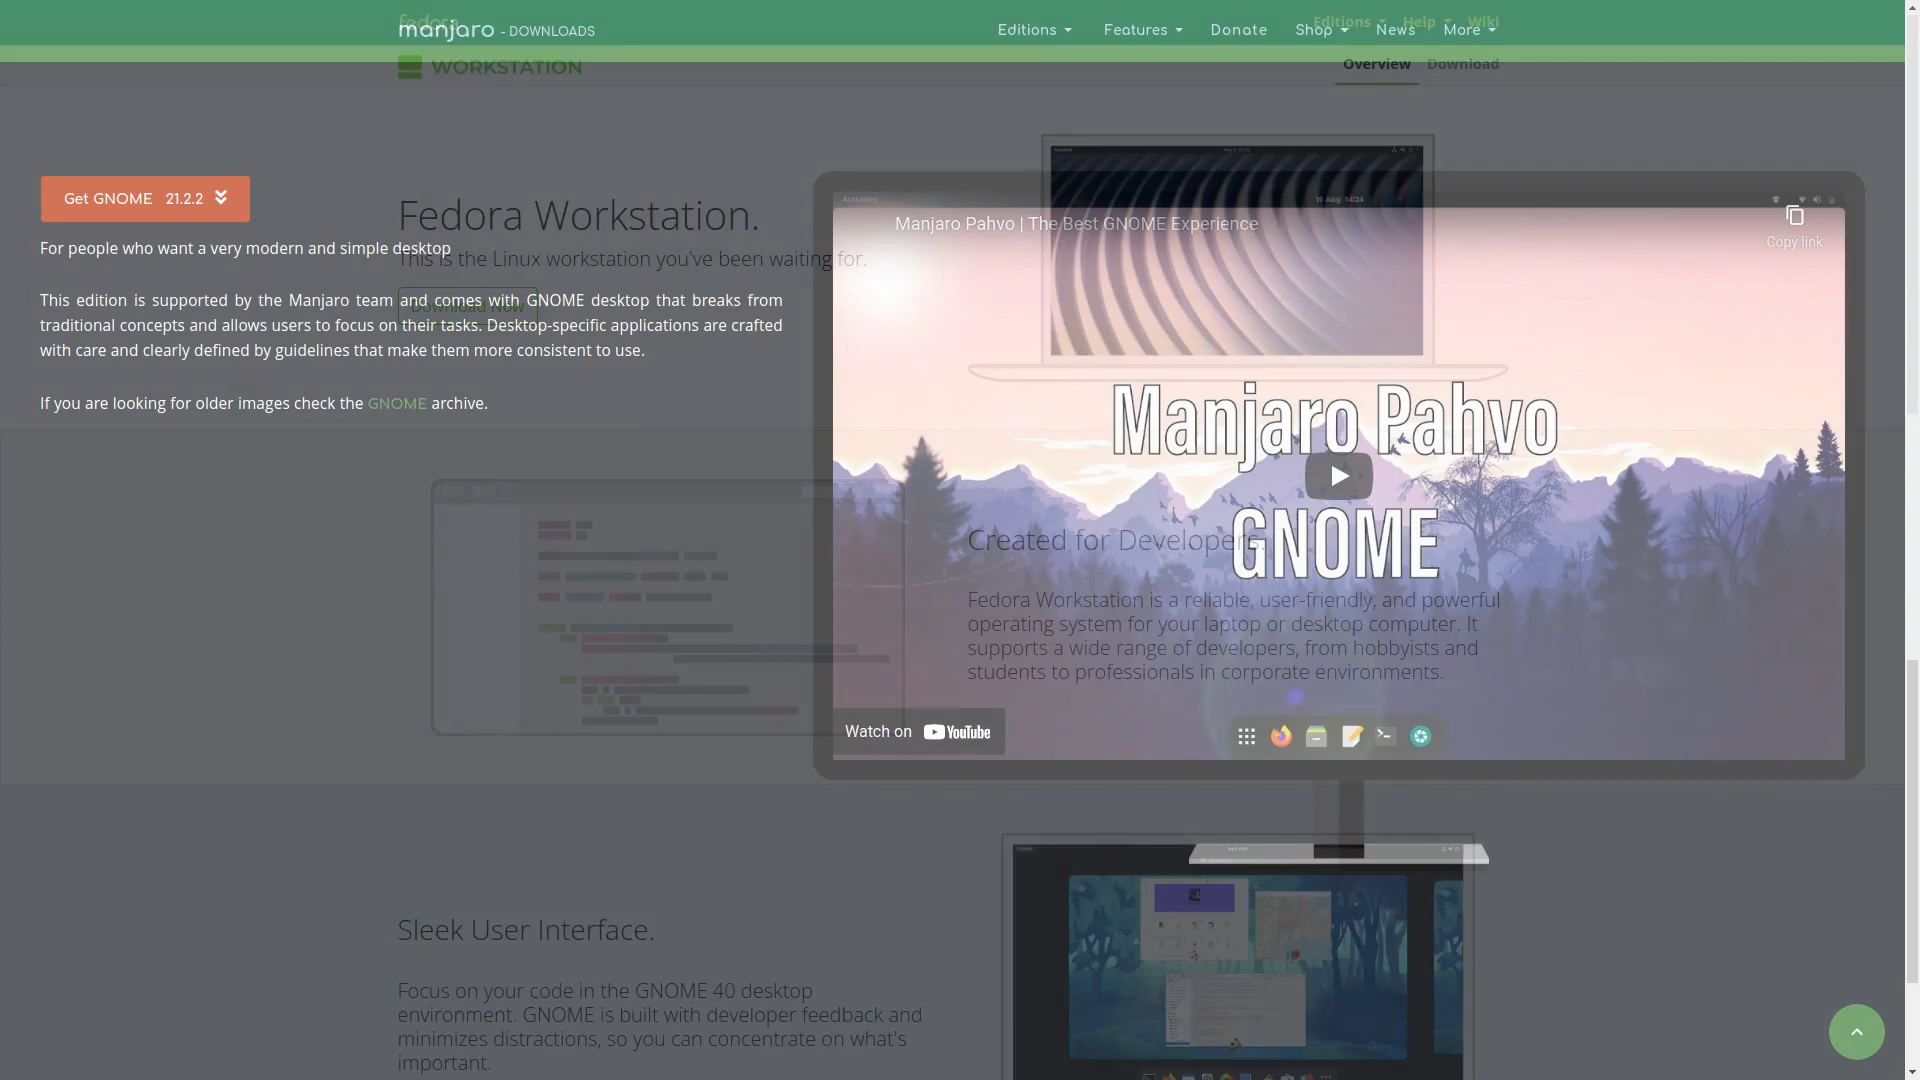 fedora
manjaro - DOWNLOADS
Editions Features Donate Shop News More
Editions Help Wiki
WORKSTATION
Overview Download
Get GNOME 21.2.2
For people who want a very modern and simple desktop
This edition is supported by the Manjaro team and comes with GNOME desktop that breaks from
traditional concepts and allows users to focus on their tasks. Desktop-specific applications are crafted
with care and clearly defined by guidelines that make them more consistent to use.
If you are looking for older images check the GNOME archive.
Fedora Workstation.
This is the Linux workstation you've been waiting for.
Download Now
Activities 19 Aug 14:24
Manjaro Pahvo | The Best GNOME Experience
Copy link
Manjaro Pahvo
GNOME
Created for Developers.
Fedora Workstation is a reliable, user-friendly, and powerful
operating system for your laptop or desktop computer. It
supports a wide range of developers, from hobbyists and
students to professionals in corporate environments.
Watch on YouTube
Sleek User Interface.
Focus on your code in the GNOME 40 desktop
environment. GNOME is built with developer feedback and
minimizes distractions, so you can concentrate on what's
important.